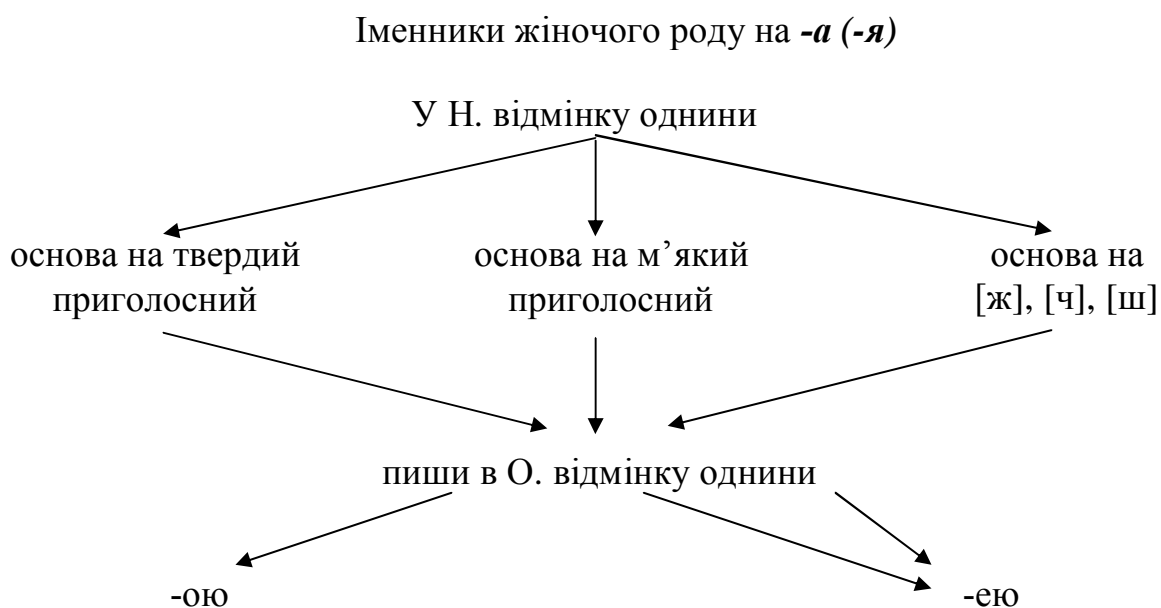 Іменники жіночого роду на -а (-я)
У Н. відмінку однини
основа на твердий
приголосний
основа на м’який
приголосний
основа на
[ж], [ч], [ш]
пиши в О. відмінку однини
-ою
-ею